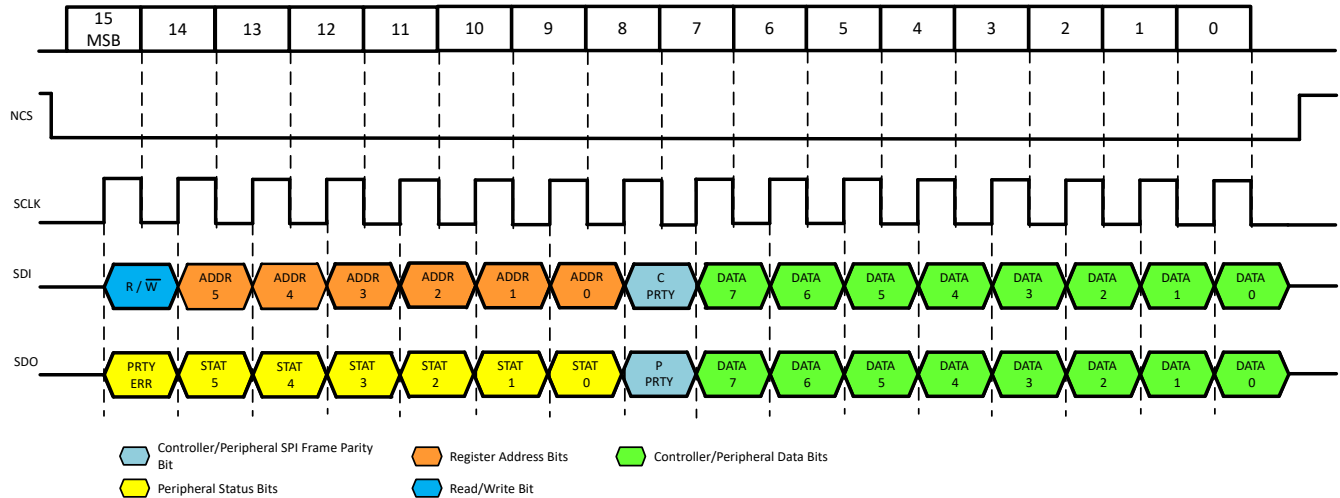 15 14 13 12 11 10 9 8 7 6 5 4 3 2 1 0
MSB
NCS
SCLK
SDI
R / W̅
ADDR 5
ADDR 4
ADDR 3
ADDR 2
ADDR 1
ADDR 0
C PRTY
DATA 7
DATA 6
DATA 5
DATA 4
DATA 3
DATA 2
DATA 1
DATA 0
SDO
PRTY ERR
STAT 5
STAT 4
STAT 3
STAT 2
STAT 1
STAT 0
P PRTY
DATA 7
DATA 6
DATA 5
DATA 4
DATA 3
DATA 2
DATA 1
DATA 0
Controller/Peripheral SPI Frame Parity
Bit
Register Address Bits
Controller/Peripheral Data Bits
Peripheral Status Bits
Read/Write Bit